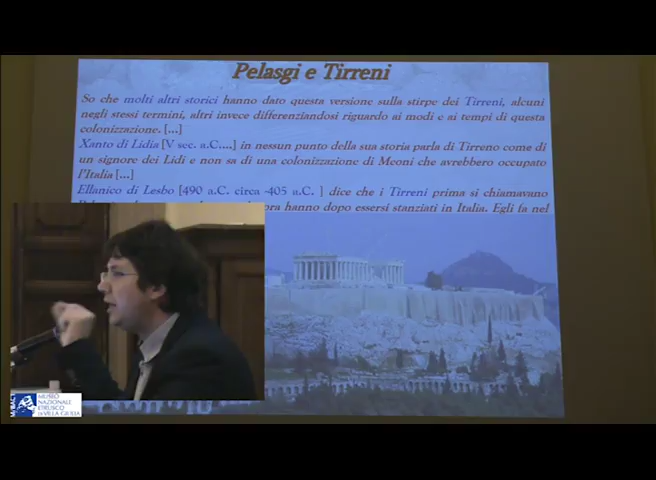 Pelasgi e Tirreni
So che molti altri storici hanno dato questa versione sulla stirpe dei Tirreni, alcuni
negli stessi termini, altri invece differenziandosi riguardo ai modi e ai tempi di questa
colonizzazione. [...]
Xanto di Lidia [V sec. a.C....,] in nessun punto della sua storia parla di Tirreno come di
un signore dei Lidi e non sa di una colonizzazione di Meoni che avrebbero occupato
l'Italia [...]
Ellanico di Lesbo [490 a.C. circa -405 a.C. ] dice che i Tirreni prima si chiamavano
hanno dopo essersi stanziati in Italia. Egli fa nel
MUSEO
NAZIONALE
ETRUSCO
DI VILLA GIULIA